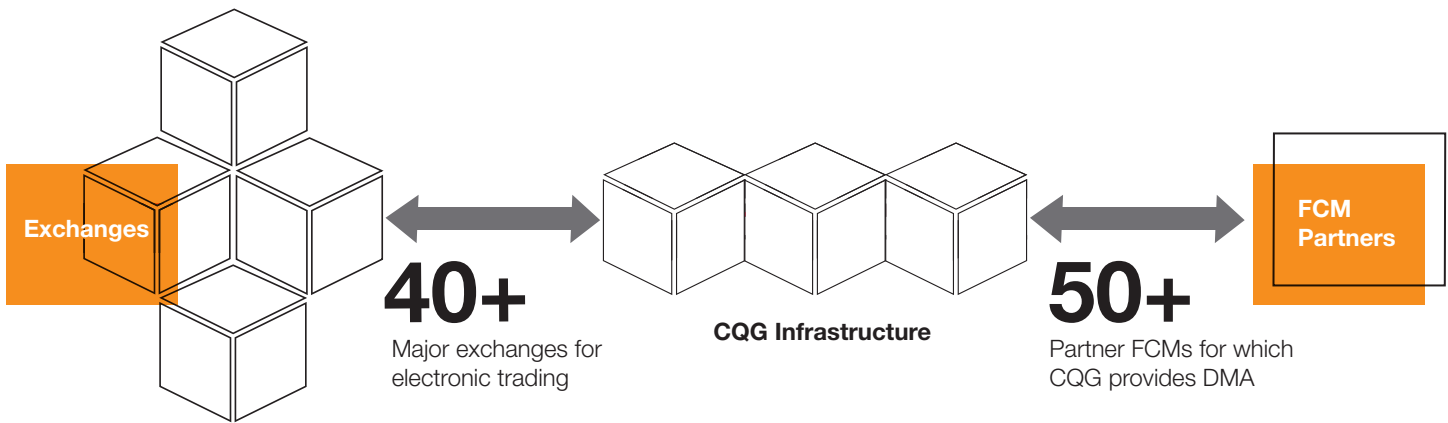 Exchanges
40+
Major exchanges for
electronic trading
CQG Infrastructure
50+
Partner FCMs for which
CQG provides DMA
FCM
Partners